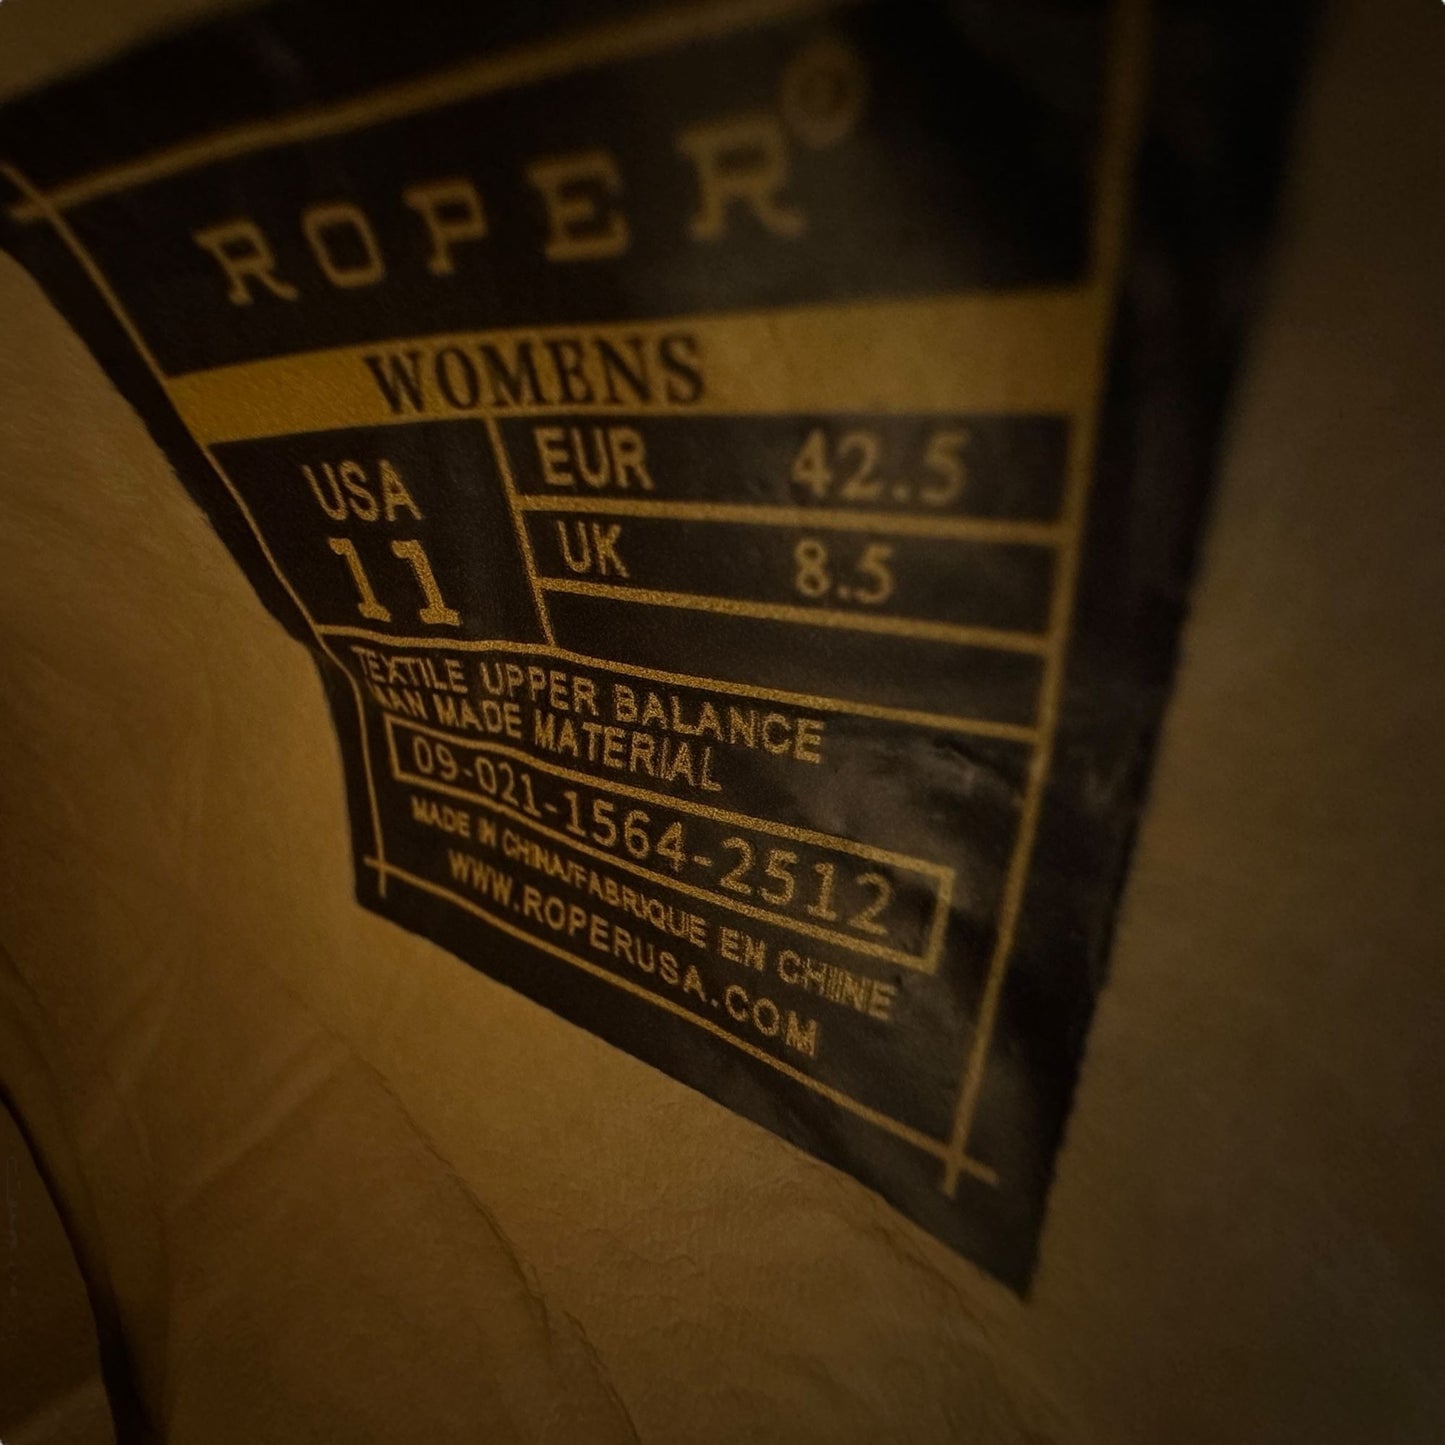 ROPER®
WOMENS
USA
11
EUR 42.5
UK 8.5
TEXTILE UPPER BALANCE
MAN MADE MATERIAL
09-021-1564-2512
MADE IN CHINA/FABRIQUE EN CHINE
WWW.ROPERUSA.COM